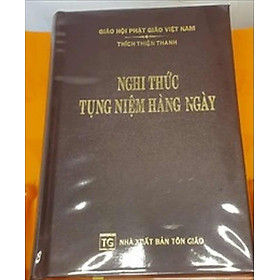 GIÁO HỘI PHẬT GIÁO VIỆT NAM
THÍCH THIỆN THANH
NGHI THỨC
TỤNG NIỆM HÀNG NGÀY
TG NHÀ XUẤT BẢN TÔN GIÁO